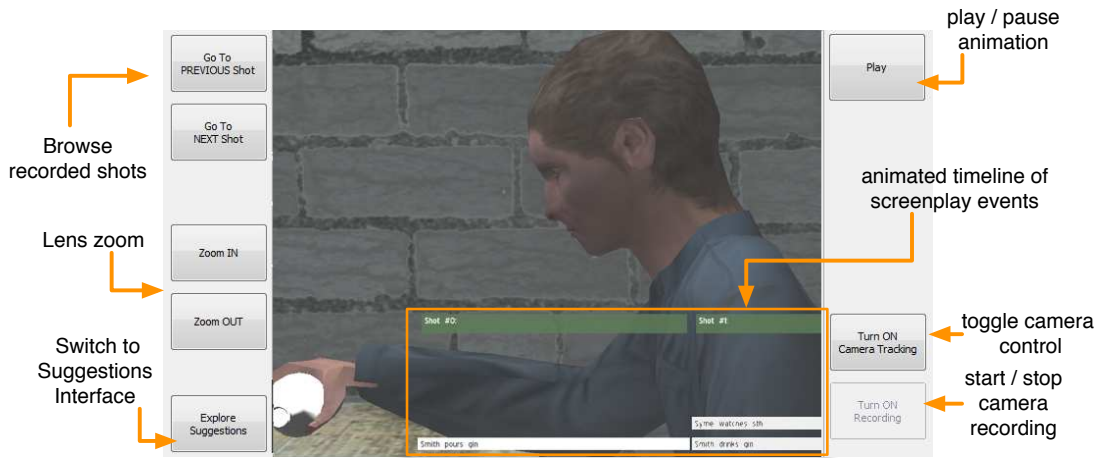 play / pause
animation
Go To
PREVIOUS Shot
Play
Go To
NEXT Shot
Browse
recorded shots
animated timeline of
screenplay events
Lens zoom
Zoom IN
Zoom OUT
Shot #0:
Shot #1:
Turn ON
Camera Tracking
toggle camera
control
Switch to
Suggestions
Interface
start / stop
camera
recording
Turn ON
Recording
Explore
Suggestions
Syme watches sth
Smith pours gin
Smith drinks gin